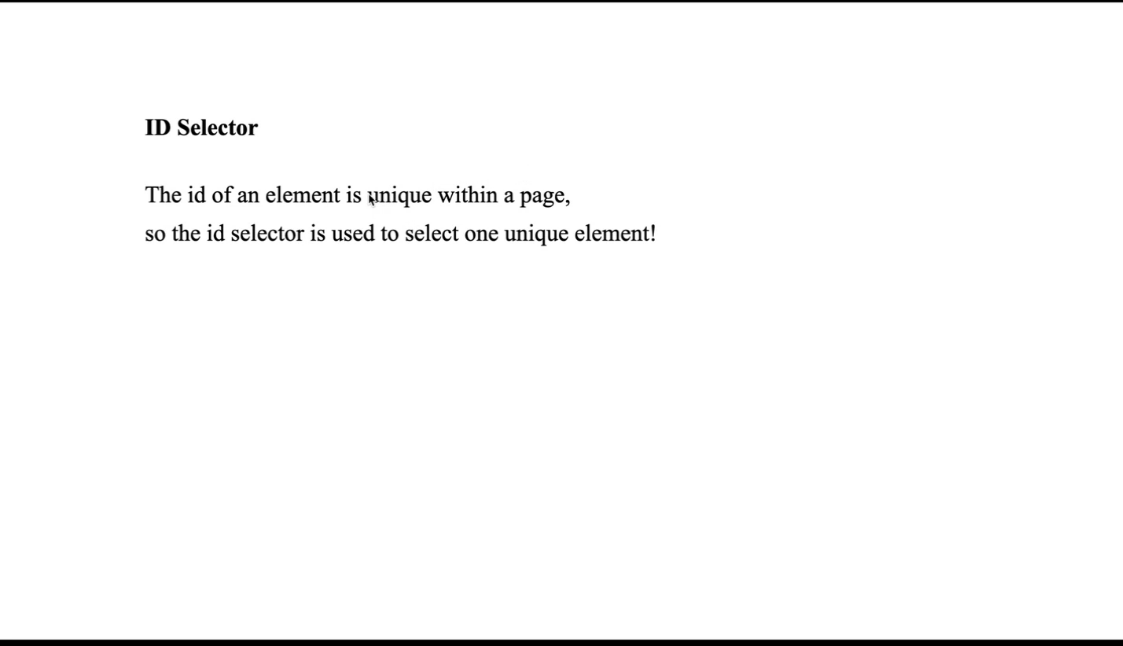 ID Selector
The id of an element is unique within a page,
so the id selector is used to select one unique element!